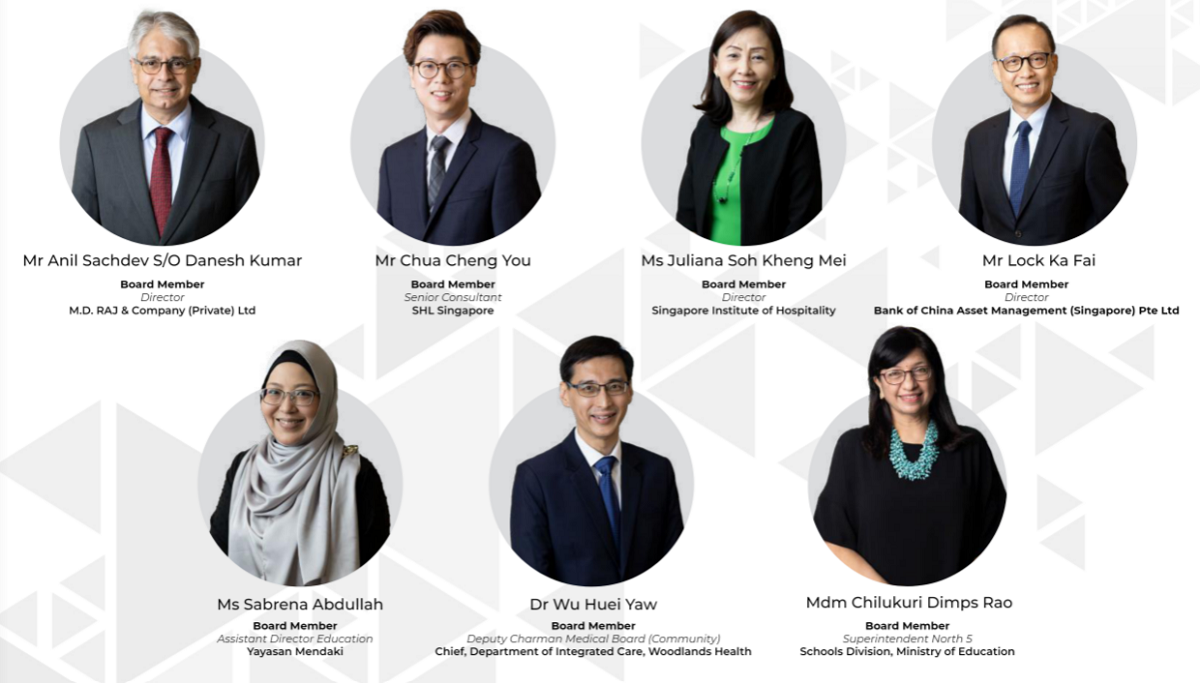 Mr Anil Sachdev S/O Danesh Kumar
Board Member
Director
M.D. RAJ & Company (Private) Ltd
Mr Chua Cheng You
Board Member
Senior Consultant
SHL Singapore
Ms Juliana Soh Kheng Mei
Board Member
Director
Singapore Institute of Hospitality
Mr Lock Ka Fai
Board Member
Director
Bank of China Asset Management (Singapore) Pte Ltd
Ms Sabrena Abdullah
Board Member
Assistant Director Education
Yayasan Mendaki
Dr Wu Huei Yaw
Board Member
Deputy Charman Medical Board (Community)
Chief, Department of Integrated Care, Woodlands Health
Mdm Chilukuri Dimps Rao
Board Member
Superintendent North 5
Schools Division, Ministry of Education